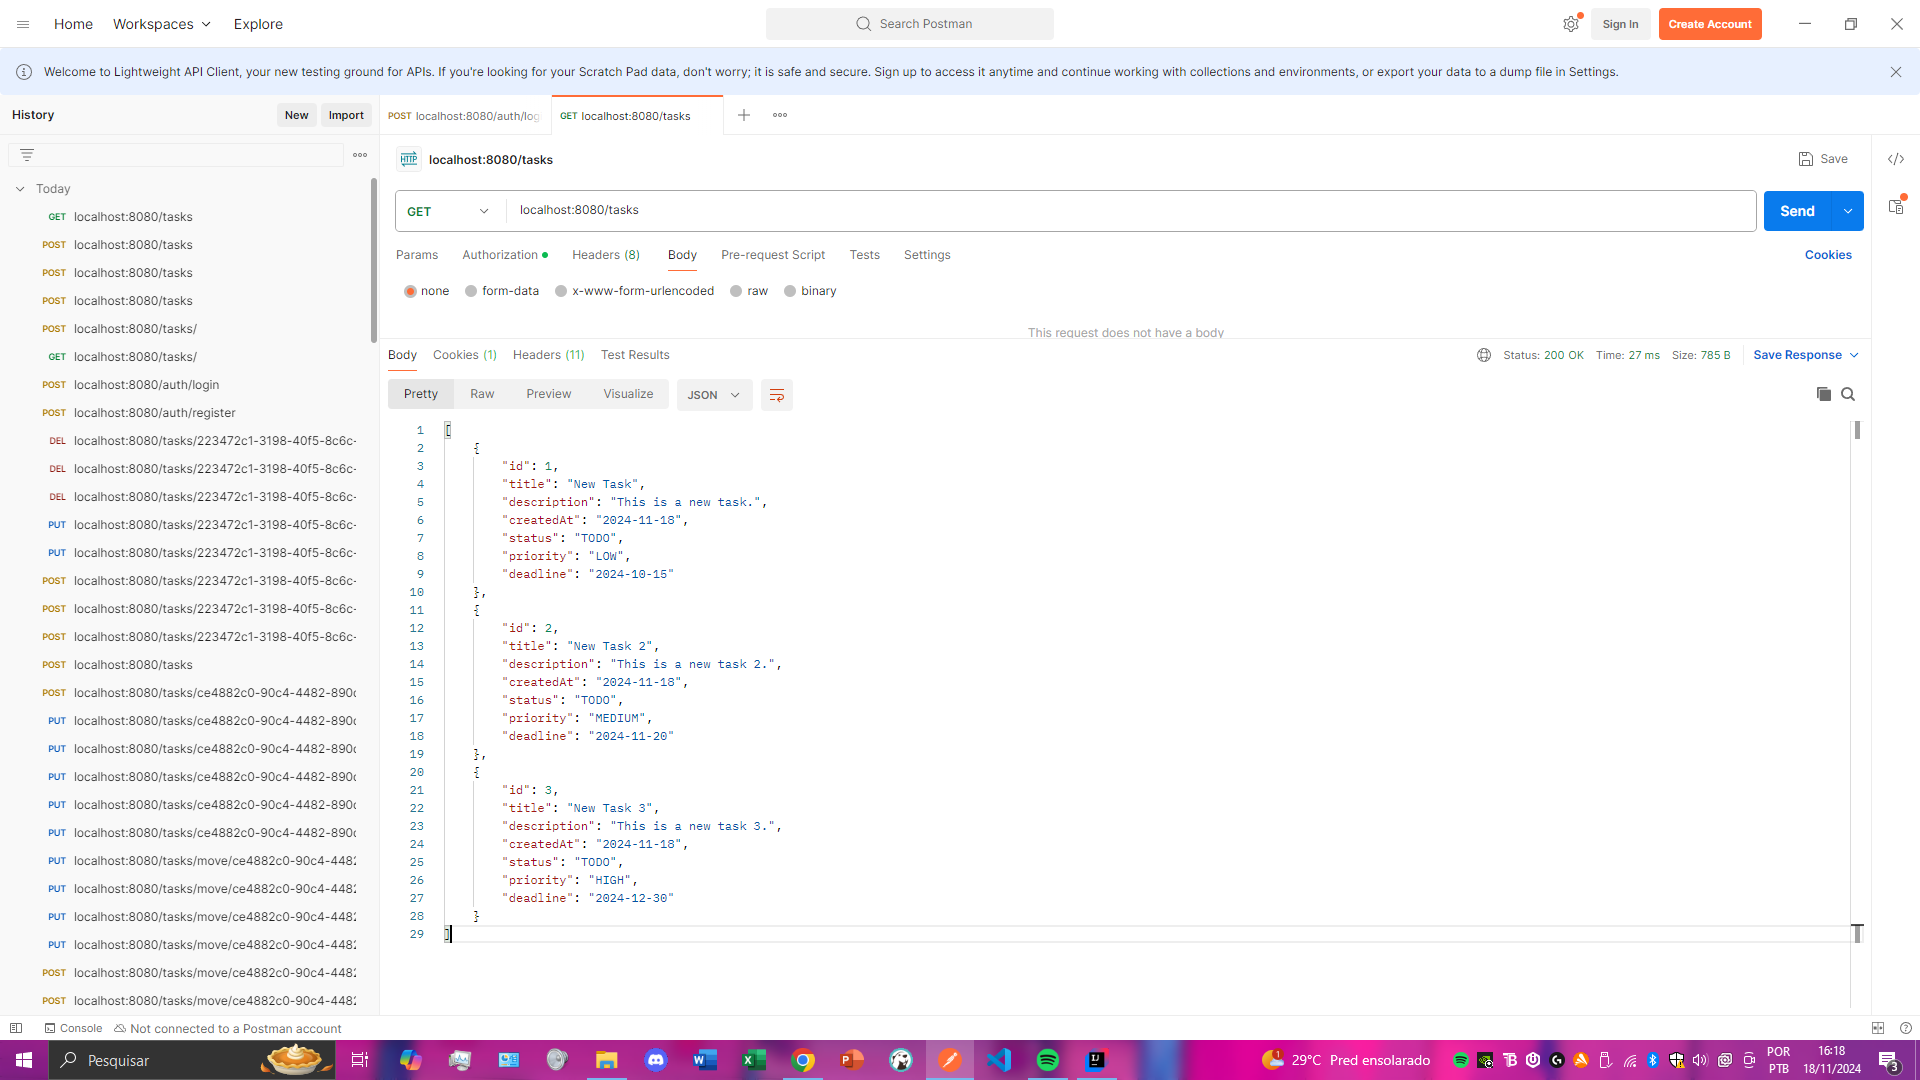 Home Workspaces Explore Search Postman Sign In Create Account
Welcome to Lightweight API Client, your new testing ground for APIs. If you're looking for your Scratch Pad data, don't worry; it is safe and secure. Sign up to access it anytime and continue working with collections and environments, or export your data to a dump file in Settings.
History New Import
POST localhost:8080/auth/log GET localhost:8080/tasks
Today
GET localhost:8080/tasks
POST localhost:8080/tasks
POST localhost:8080/tasks
POST localhost:8080/tasks
POST localhost:8080/tasks/
GET localhost:8080/tasks/
POST localhost:8080/auth/login
POST localhost:8080/auth/register
DEL localhost:8080/tasks/223472c1-3198-40f5-8c6c-
DEL localhost:8080/tasks/223472c1-3198-40f5-8c6c-
DEL localhost:8080/tasks/223472c1-3198-40f5-8c6c-
PUT localhost:8080/tasks/223472c1-3198-40f5-8c6c-
PUT localhost:8080/tasks/223472c1-3198-40f5-8c6c-
POST localhost:8080/tasks/223472c1-3198-40f5-8c6c-
POST localhost:8080/tasks/223472c1-3198-40f5-8c6c-
POST localhost:8080/tasks/223472c1-3198-40f5-8c6c-
POST localhost:8080/tasks
POST localhost:8080/tasks/ce4882c0-90c4-4482-890c
PUT localhost:8080/tasks/ce4882c0-90c4-4482-890c
PUT localhost:8080/tasks/ce4882c0-90c4-4482-890c
PUT localhost:8080/tasks/ce4882c0-90c4-4482-890c
PUT localhost:8080/tasks/ce4882c0-90c4-4482-890c
PUT localhost:8080/tasks/ce4882c0-90c4-4482-890c
PUT localhost:8080/tasks/move/ce4882c0-90c4-4482
PUT localhost:8080/tasks/move/ce4882c0-90c4-4482
PUT localhost:8080/tasks/move/ce4882c0-90c4-4482
PUT localhost:8080/tasks/move/ce4882c0-90c4-4482
POST localhost:8080/tasks/move/ce4882c0-90c4-4482
POST localhost:8080/tasks/move/ce4882c0-90c4-4482
HTTP localhost:8080/tasks Save
GET localhost:8080/tasks Send
Params Authorization Headers (8) Body Pre-request Script Tests Settings Cookies
none form-data x-www-form-urlencoded raw binary
This request does not have a body
Body Cookies (1) Headers (11) Test Results Status: 200 OK Time: 27 ms Size: 785 B Save Response
Pretty Raw Preview Visualize JSON
1 [
2 {
3 "id": 1,
4 "title": "New Task",
5 "description": "This is a new task.",
6 "createdAt": "2024-11-18",
7 "status": "TODO",
8 "priority": "LOW",
9 "deadline": "2024-10-15"
10 },
11 {
12 "id": 2,
13 "title": "New Task 2",
14 "description": "This is a new task 2.",
15 "createdAt": "2024-11-18",
16 "status": "TODO",
17 "priority": "MEDIUM",
18 "deadline": "2024-11-20"
19 },
20 {
21 "id": 3,
22 "title": "New Task 3",
23 "description": "This is a new task 3.",
24 "createdAt": "2024-11-18",
25 "status": "TODO",
26 "priority": "HIGH",
27 "deadline": "2024-12-30"
28 }
29 ]
Console Not connected to a Postman account
Pesquisar 29°C Pred ensolarado POR PTB 16:18 18/11/2024 3